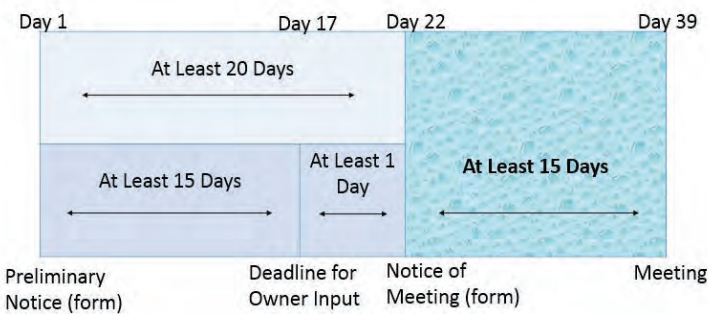 Day 1
Day 17
Day 22
Day 39
At Least 20 Days
At Least 15 Days
At Least 1
Day
At Least 15 Days
Preliminary
Notice (form)
Deadline for
Owner Input
Notice of
Meeting (form)
Meeting